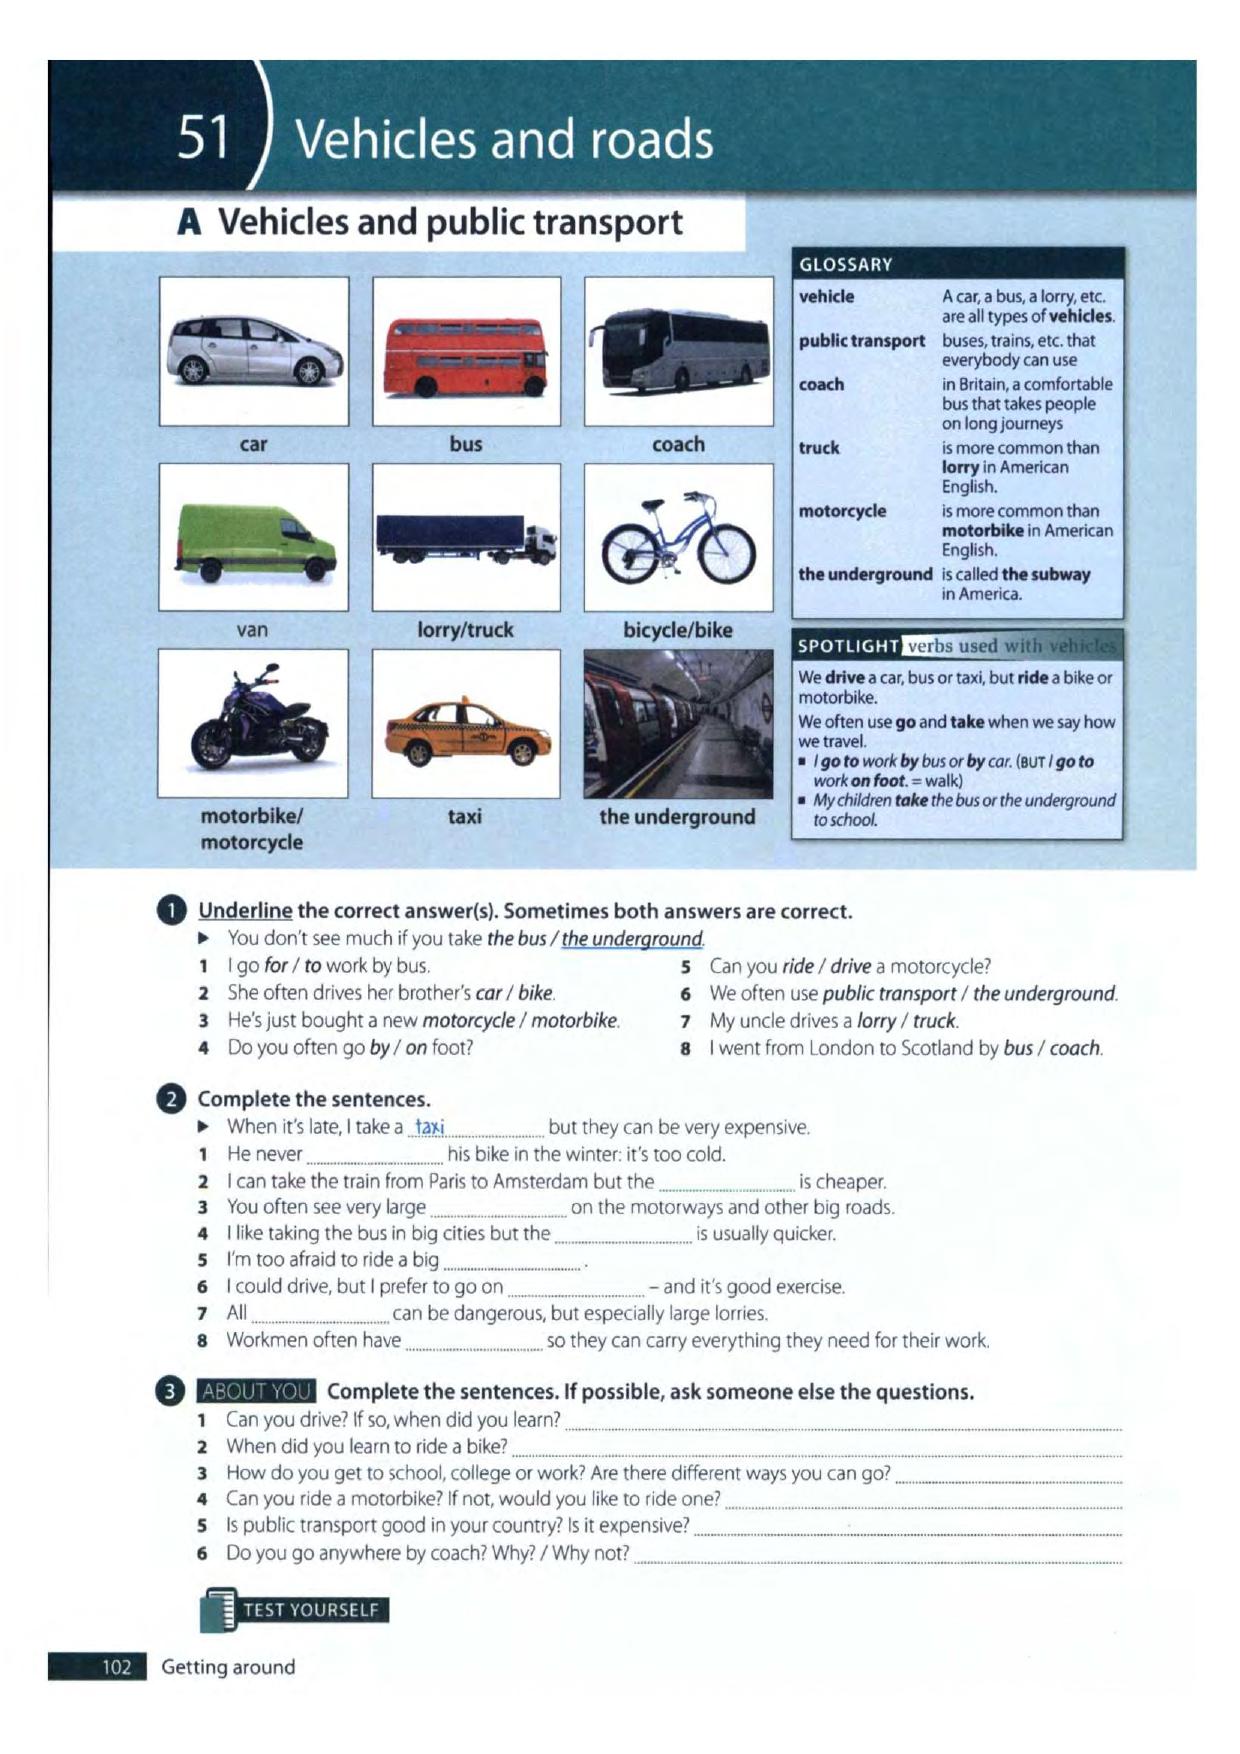 51 Vehicles and roads
A Vehicles and public transport
car
bus
coach
van
lorry/truck
bicycle/bike
motorbike/
motorcycle
taxi
the underground
GLOSSARY
vehicle A car, a bus, a lorry, etc.
are all types of vehicles.
public transport buses, trains, etc. that
everybody can use
coach in Britain, a comfortable
bus that takes people
on long journeys
truck is more common than
lorry in American
English.
motorcycle is more common than
motorbike in American
English.
the underground is called the subway
in America.
SPOTLIGHT verbs used with vehicles
We drive a car, bus or taxi, but ride a bike or
motorbike.
We often use go and take when we say how
we travel.
▪ I go to work by bus or by car. (BUT I go to
work on foot. = walk)
▪ My children take the bus or the underground
to school.
1 Underline the correct answer(s). Sometimes both answers are correct.
► You don't see much if you take the bus / the underground.
1 I go for / to work by bus.
2 She often drives her brother's car / bike.
3 He's just bought a new motorcycle / motorbike.
4 Do you often go by / on foot?
5 Can you ride / drive a motorcycle?
6 We often use public transport / the underground.
7 My uncle drives a lorry / truck.
8 I went from London to Scotland by bus / coach.
2 Complete the sentences.
► When it's late, I take a taxi but they can be very expensive.
1 He never his bike in the winter: it's too cold.
2 I can take the train from Paris to Amsterdam but the is cheaper.
3 You often see very large on the motorways and other big roads.
4 I like taking the bus in big cities but the is usually quicker.
5 I'm too afraid to ride a big .
6 I could drive, but I prefer to go on – and it's good exercise.
7 All can be dangerous, but especially large lorries.
8 Workmen often have so they can carry everything they need for their work.
3 ABOUT YOU Complete the sentences. If possible, ask someone else the questions.
1 Can you drive? If so, when did you learn?
2 When did you learn to ride a bike?
3 How do you get to school, college or work? Are there different ways you can go?
4 Can you ride a motorbike? If not, would you like to ride one?
5 Is public transport good in your country? Is it expensive?
6 Do you go anywhere by coach? Why? / Why not?
TEST YOURSELF
102 Getting around